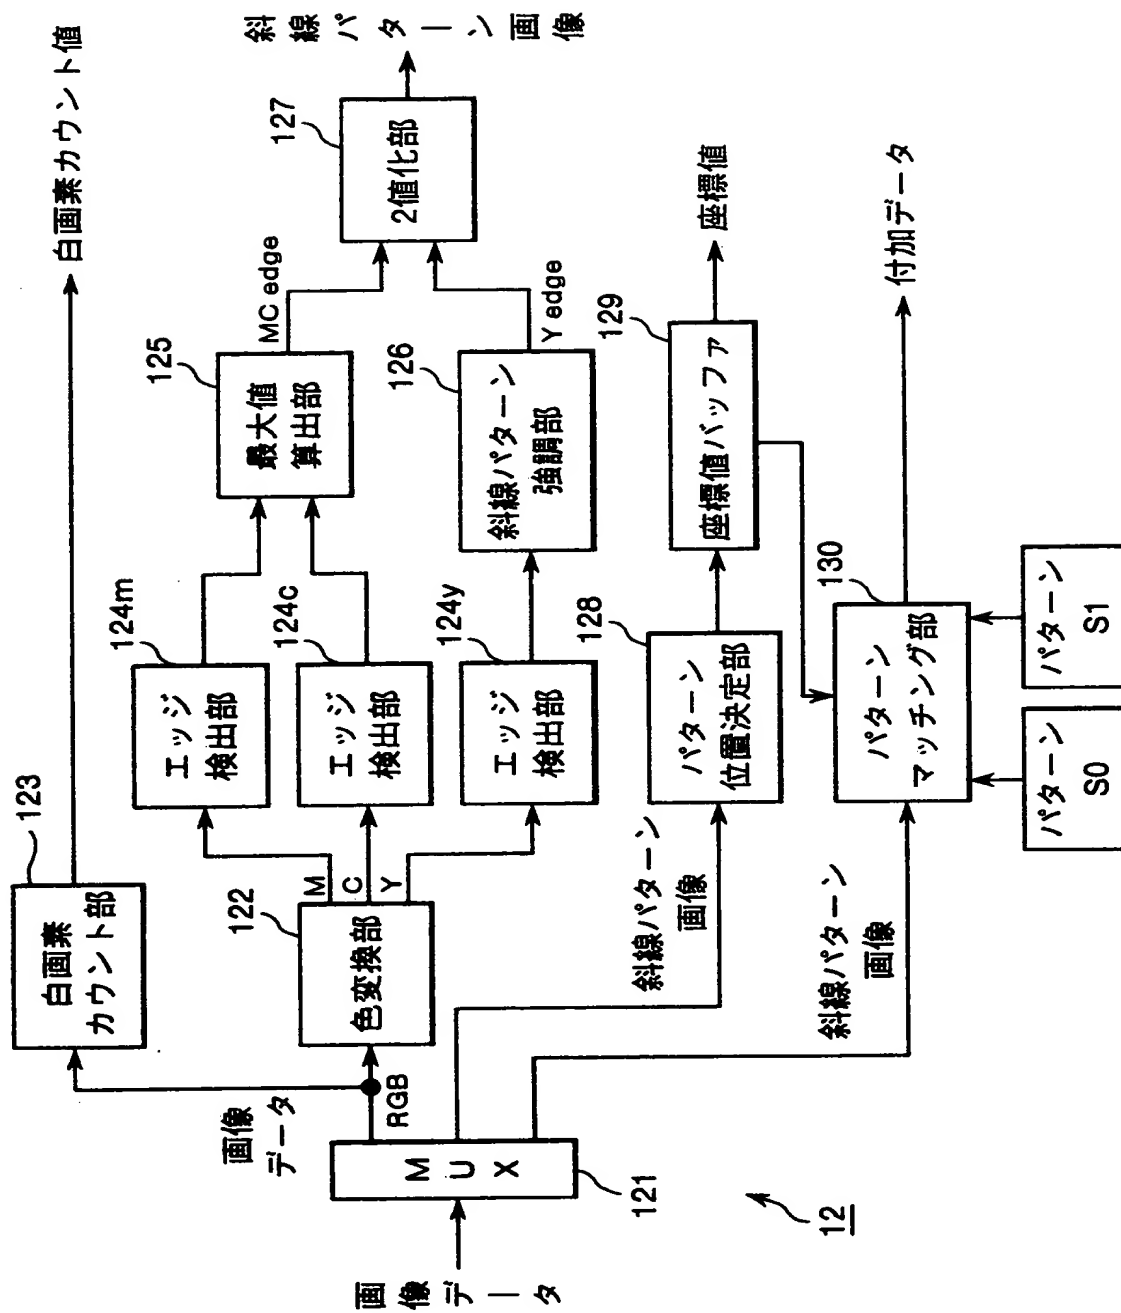 画像データ
MUX
121
12
画像
データ
RGB
123
白画素
カウント部
白画素カウント値
122
色変換部
M
C
Y
124m
エッジ
検出部
124c
エッジ
検出部
124y
エッジ
検出部
125
最大値
算出部
MC edge
126
斜線パターン
強調部
Y edge
127
2値化部
斜線パターン画像
斜線パターン
画像
128
パターン
位置決定部
129
座標値バッファ
座標値
斜線パターン
画像
130
パターン
マッチング部
付加データ
パターン
S0
パターン
S1